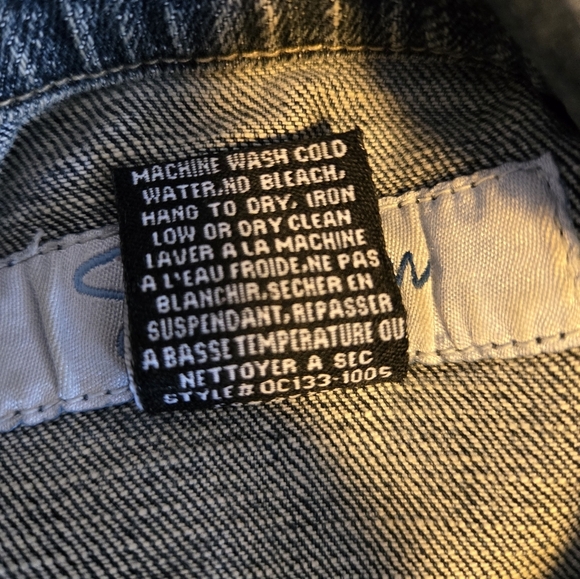 MACHINE WASH COLD
WATER,NO BLEACH,
HANG TO DRY, IRON
LOW OR DRY CLEAN
LAVER A LA MACHINE
A L'EAU FROIDE,NE PAS
BLANCHIR,SECHER EN
SUSPENDANT,REPASSER
A BASSE TEMPERATURE OU
NETTOYER A SEC
STYLE# OC133-1005